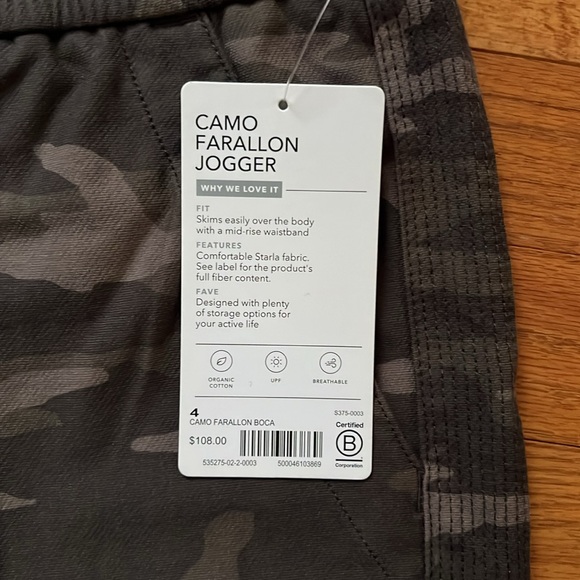 CAMO
FARALLON
JOGGER
WHY WE LOVE IT
FIT
Skims easily over the body
with a mid-rise waistband
FEATURES
Comfortable Starla fabric.
See label for the product's
full fiber content.
FAVE
Designed with plenty
of storage options for
your active life
ORGANIC
COTTON
UPF
BREATHABLE
4
S375-0003
CAMO FARALLON BOCA
$108.00
535275-02-2-0003
500046103869
Certified
B
Corporation